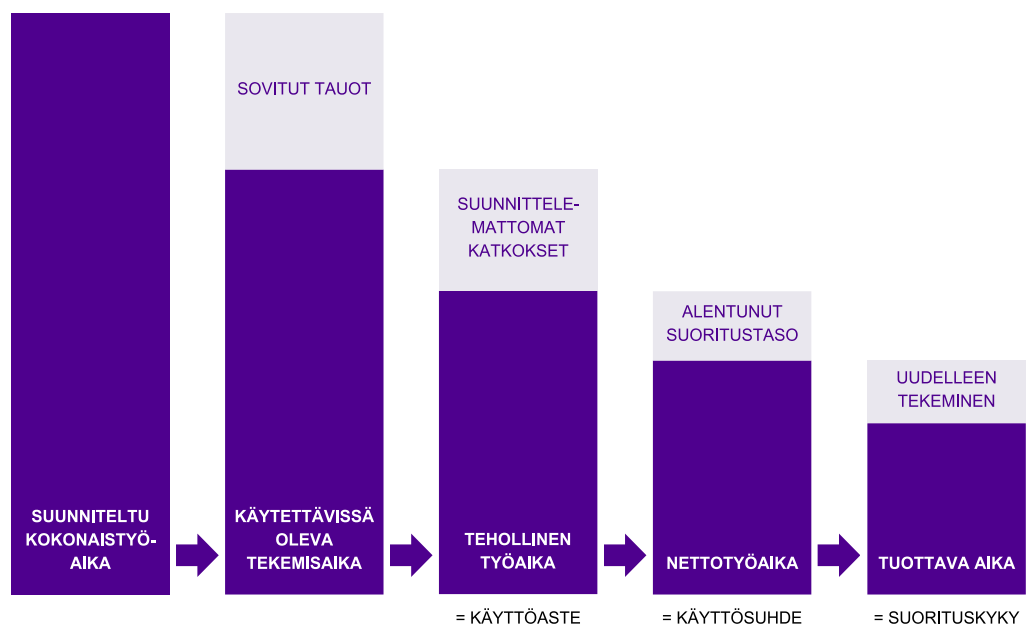 SUUNNITELTU
KOKONAISTYÖ-
AIKA
SOVITUT TAUOT
KÄYTETTÄVISSÄ
OLEVA
TEKEMISAIKA
SUUNNITTELE-
MATTOMAT
KATKOKSET
TEHOLLINEN
TYÖAIKA
= KÄYTTÖASTE
ALENTUNUT
SUORITUSTASO
NETTOTYÖAIKA
= KÄYTTÖSUHDE
UUDELLEEN
TEKEMINEN
TUOTTAVA AIKA
= SUORITUSKYKY